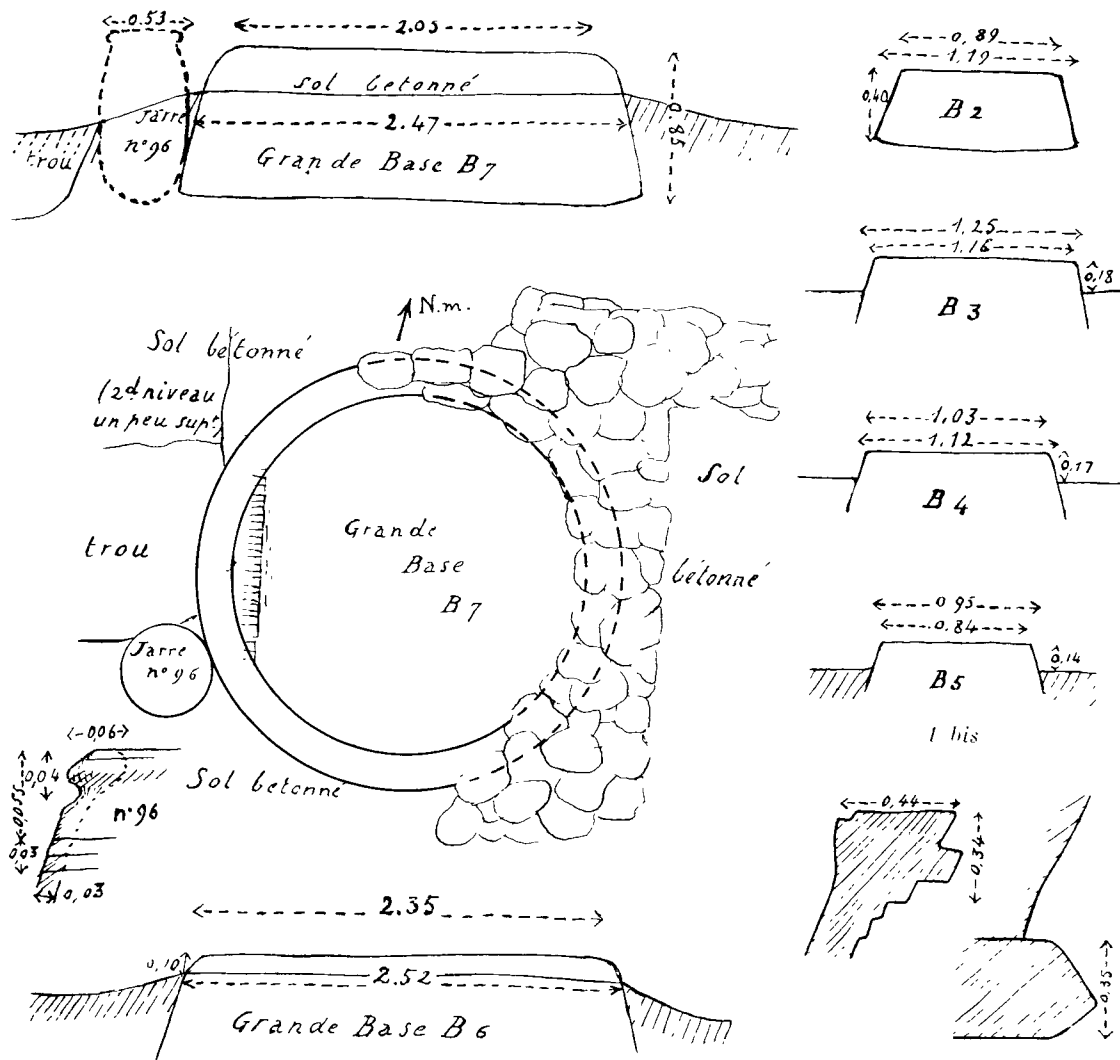 0.53
2.05
Sol betonné
Jarre
n° 96
trou
2.47
0.85
Grande Base B7
0,89
1,19
0,40
B2
1,25
1,16
0,18
B3
1,03
1,12
0,17
B4
0,95
0,84
0,14
B5
1 bis
N.m.
Sol betonné
(2d niveau
un peu supr)
trou
Grande
Base
B7
Sol
bétonné
Jarre
n° 96
Sol betonné
0,06
0,04
0,055
0,03
0,03
n° 96
2.35
0,10
2.52
Grande Base B6
0,44
0,34
0,35